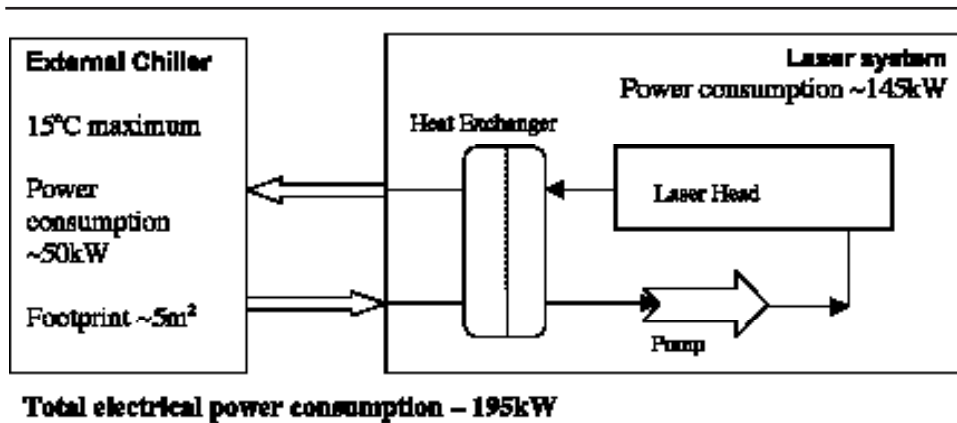 External Chiller
15°C maximum
Power
consumption
~50kW
Footprint ~5m²
Laser system
Power consumption ~145kW
Heat Exchanger
Laser Head
Pump
Total electrical power consumption – 195kW